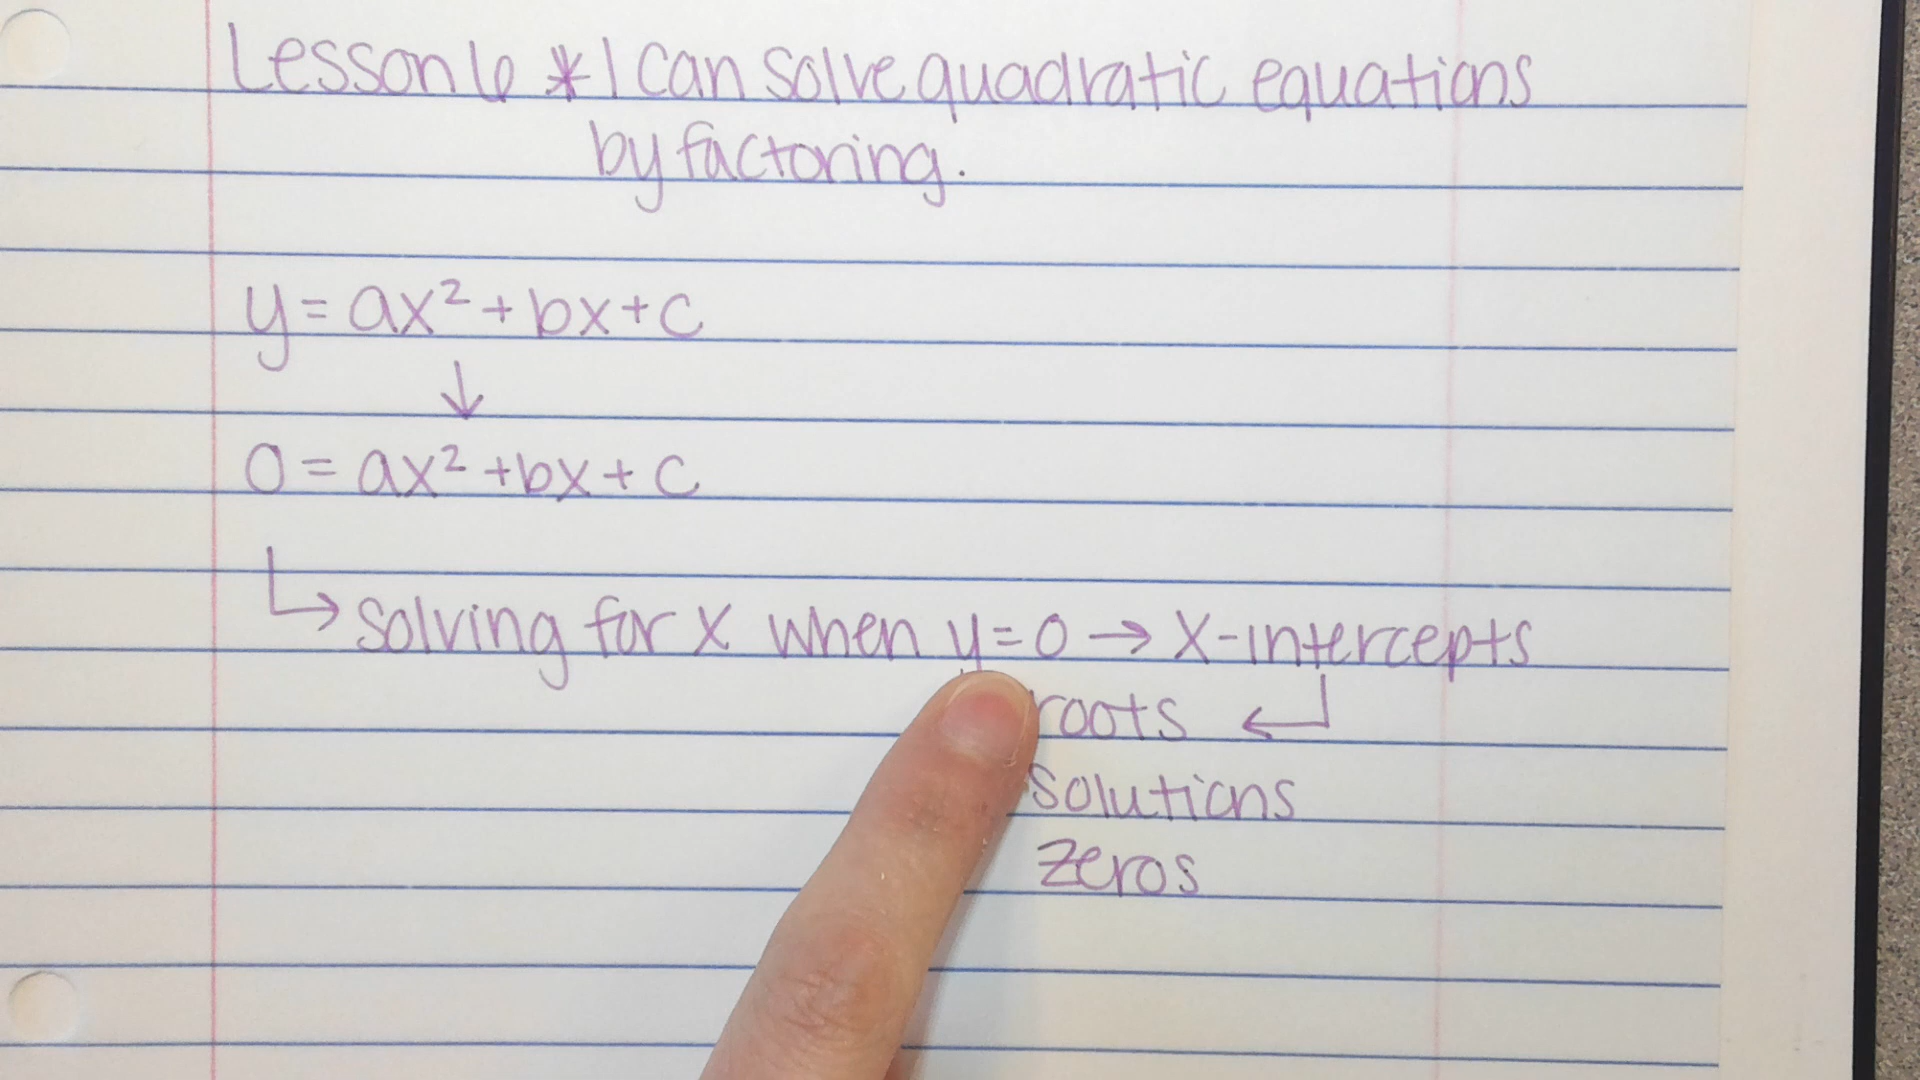 Lesson 6 * I can solve quadratic equations
by factoring.
y = ax² + bx + c
↓
0 = ax² + bx + c
↳ solving for x when y = 0 → x-intercepts
roots ↵
solutions
zeros